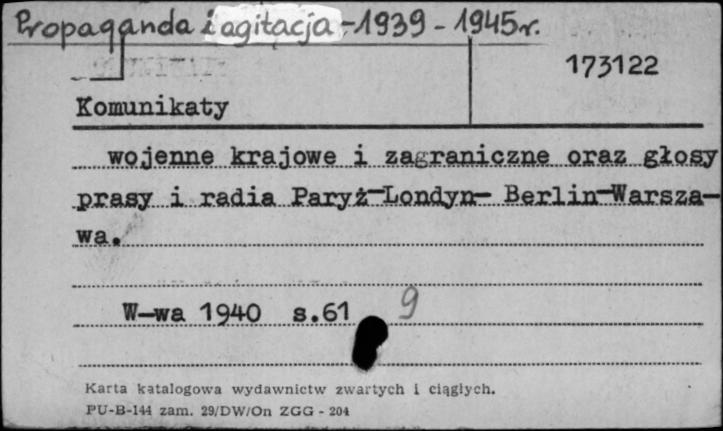 Propaganda i agitacja - 1939 - 1945 r.
173122
Komunikaty
wojenne krajowe i zagraniczne oraz głosy
prasy i radia Paryż-Londyn- Berlin-Warsza-
wa.
W-wa 1940 s.61 9
Karta katalogowa wydawnictw zwartych i ciągłych.
PU-B-144 zam. 29/DW/On ZGG - 204